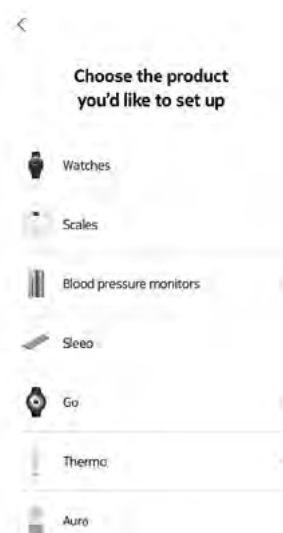 Choose the product
you'd like to set up
Watches
Scales
Blood pressure monitors
Sleep
Go
Thermo
Aura